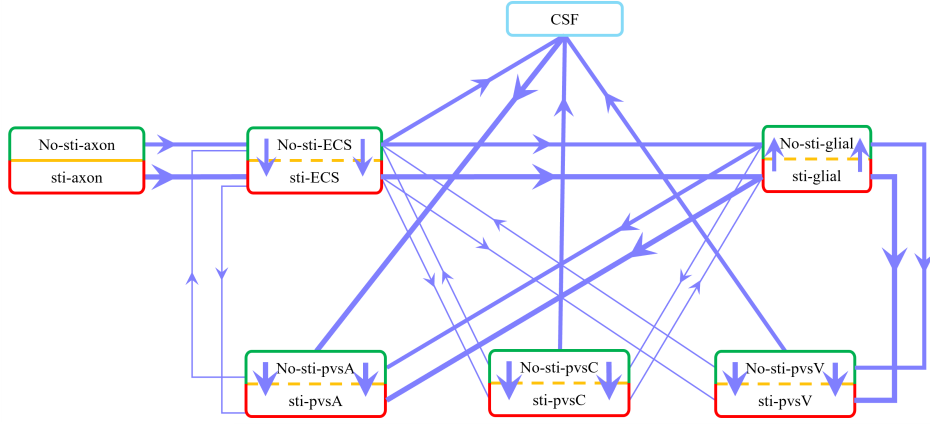 CSF
No-sti-axon
sti-axon
No-sti-ECS
sti-ECS
No-sti-glial
sti-glial
No-sti-pvsA
sti-pvsA
No-sti-pvsC
sti-pvsC
No-sti-pvsV
sti-pvsV